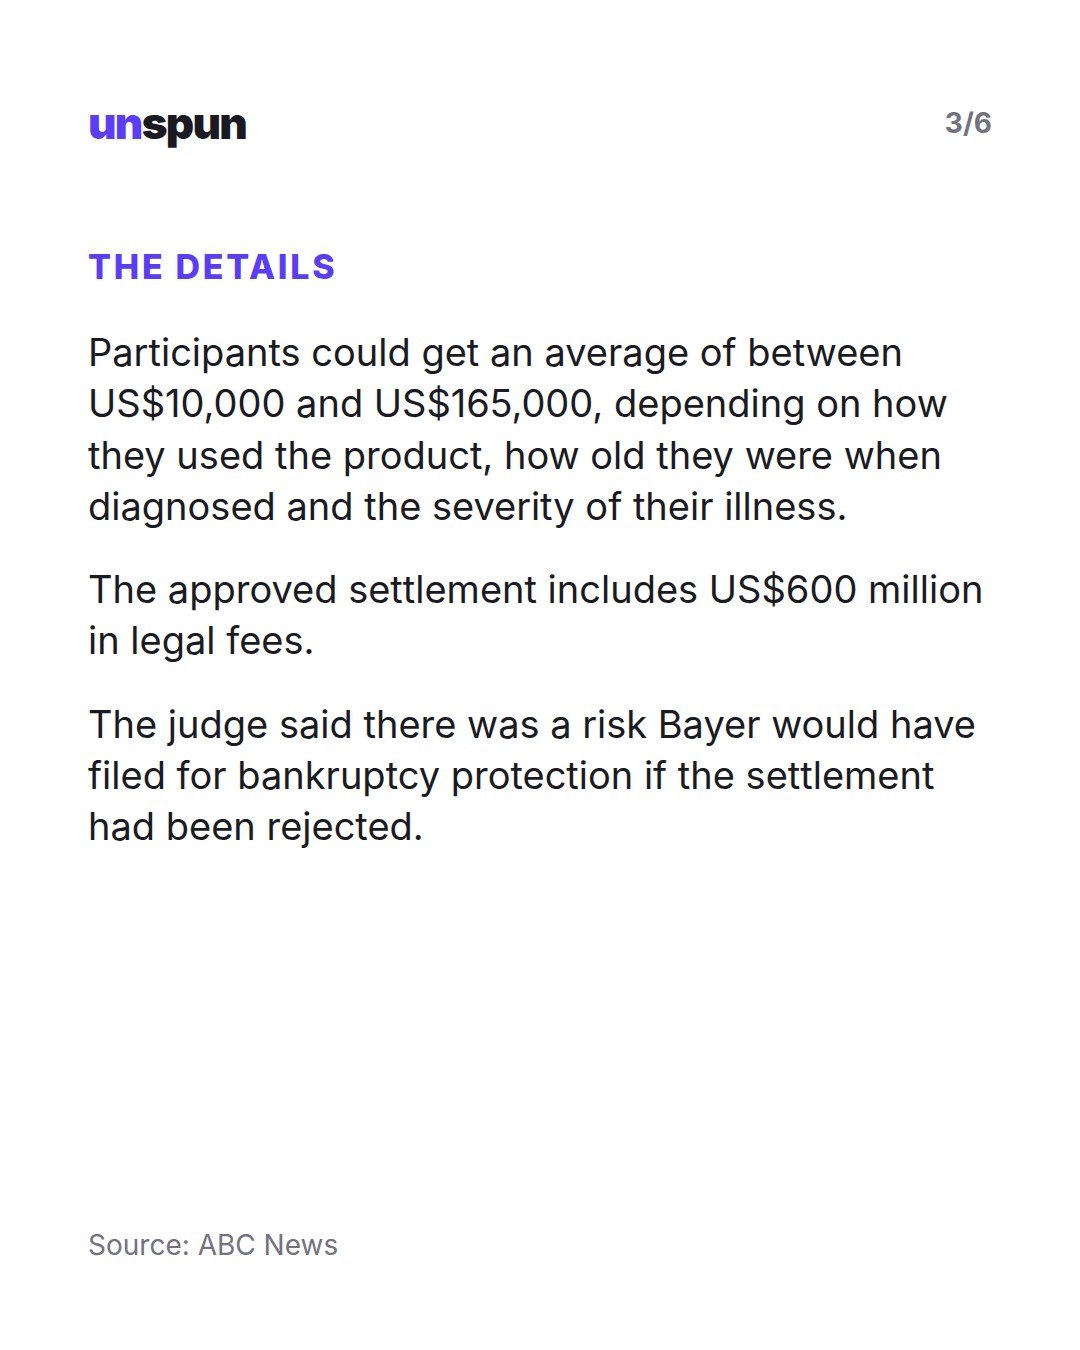 unspun
3/6
THE DETAILS
Participants could get an average of between
US$10,000 and US$165,000, depending on how
they used the product, how old they were when
diagnosed and the severity of their illness.
The approved settlement includes US$600 million
in legal fees.
The judge said there was a risk Bayer would have
filed for bankruptcy protection if the settlement
had been rejected.
Source: ABC News